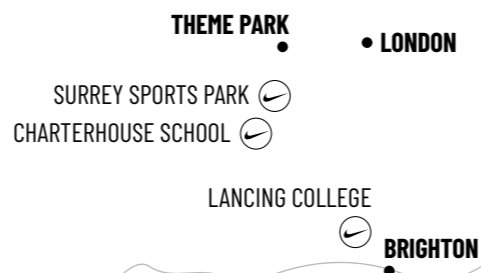 THEME PARK
LONDON
SURREY SPORTS PARK
CHARTERHOUSE SCHOOL
LANCING COLLEGE
BRIGHTON